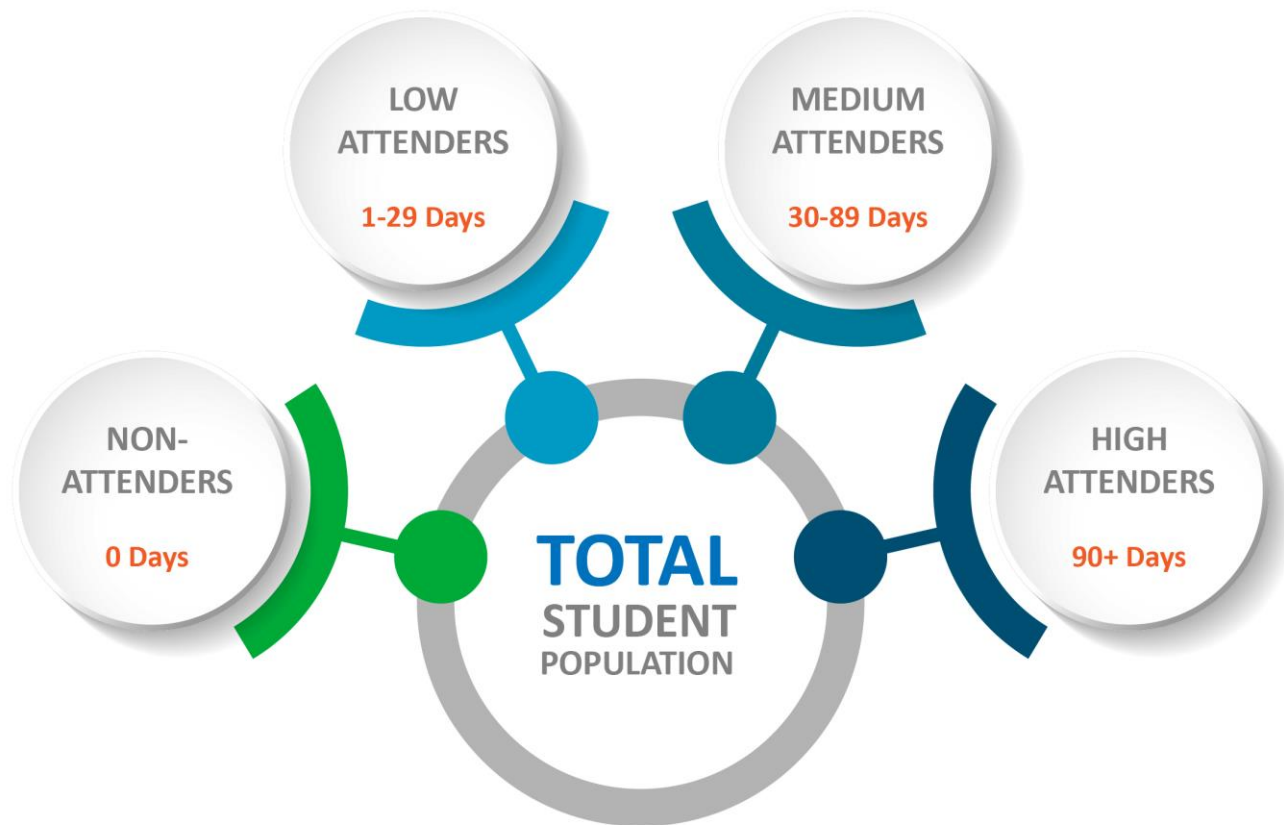 LOW
ATTENDERS
1-29 Days
MEDIUM
ATTENDERS
30-89 Days
NON-
ATTENDERS
0 Days
HIGH
ATTENDERS
90+ Days
TOTAL
STUDENT
POPULATION